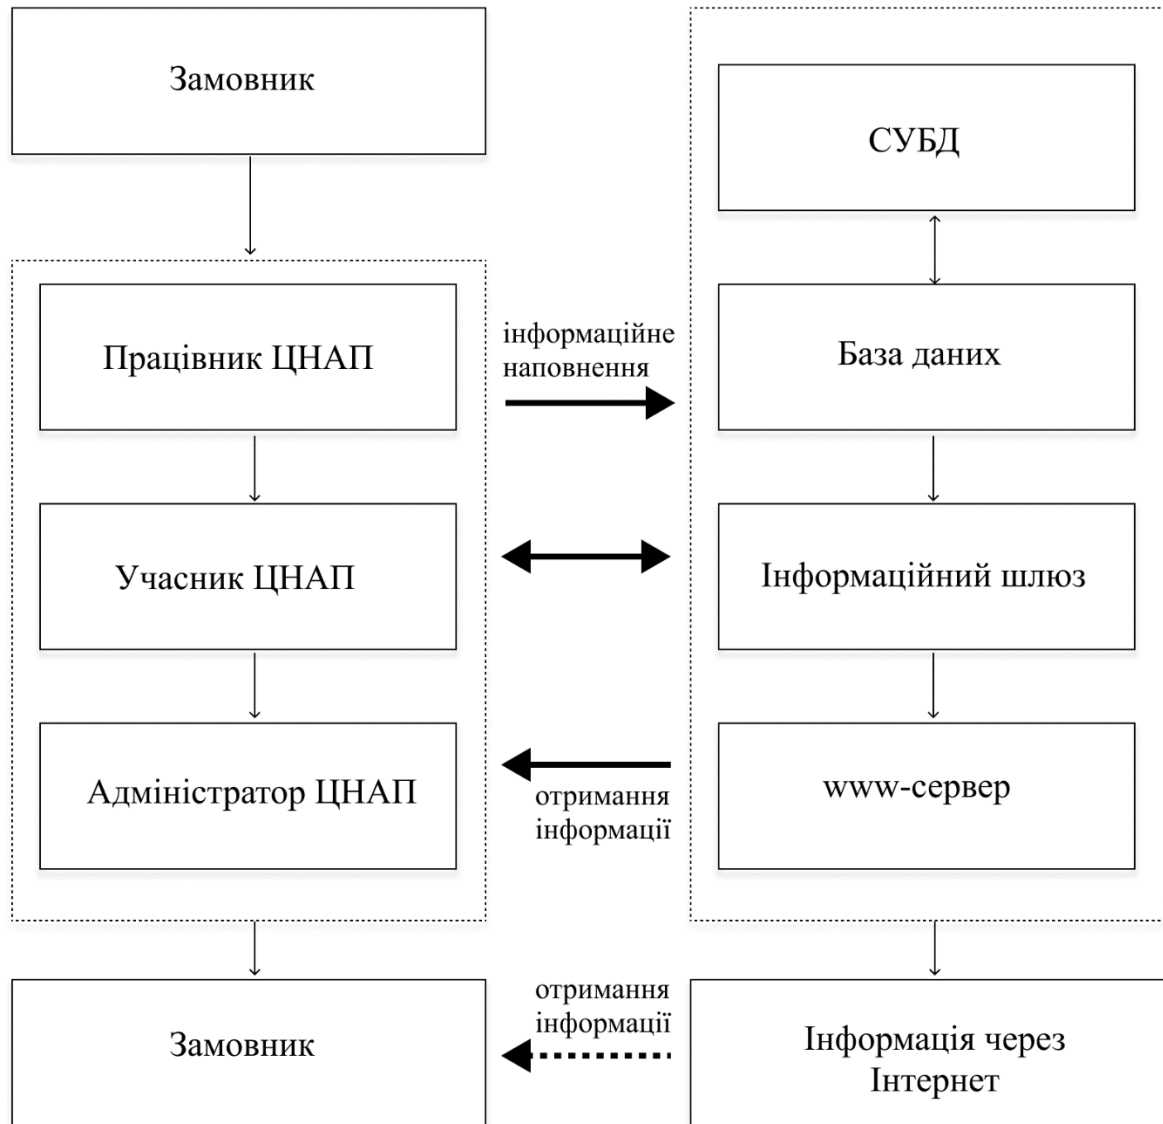 Замовник
СУБД
Працівник ЦНАП
інформаційне
наповнення
База даних
Учасник ЦНАП
Інформаційний шлюз
Адміністратор ЦНАП
отримання
інформації
www-сервер
Замовник
отримання
інформації
Інформація через
Інтернет